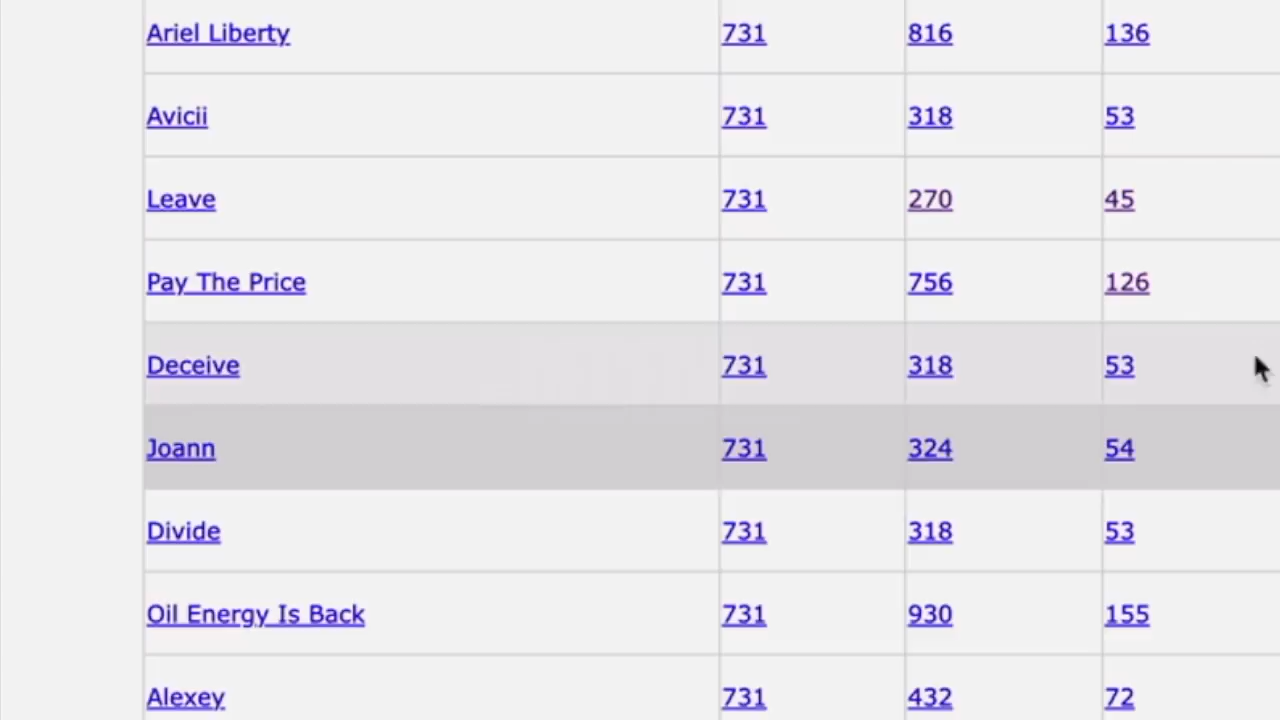 Ariel Liberty 731 816 136
Avicii 731 318 53
Leave 731 270 45
Pay The Price 731 756 126
Deceive 731 318 53
Joann 731 324 54
Divide 731 318 53
Oil Energy Is Back 731 930 155
Alexey 731 432 72